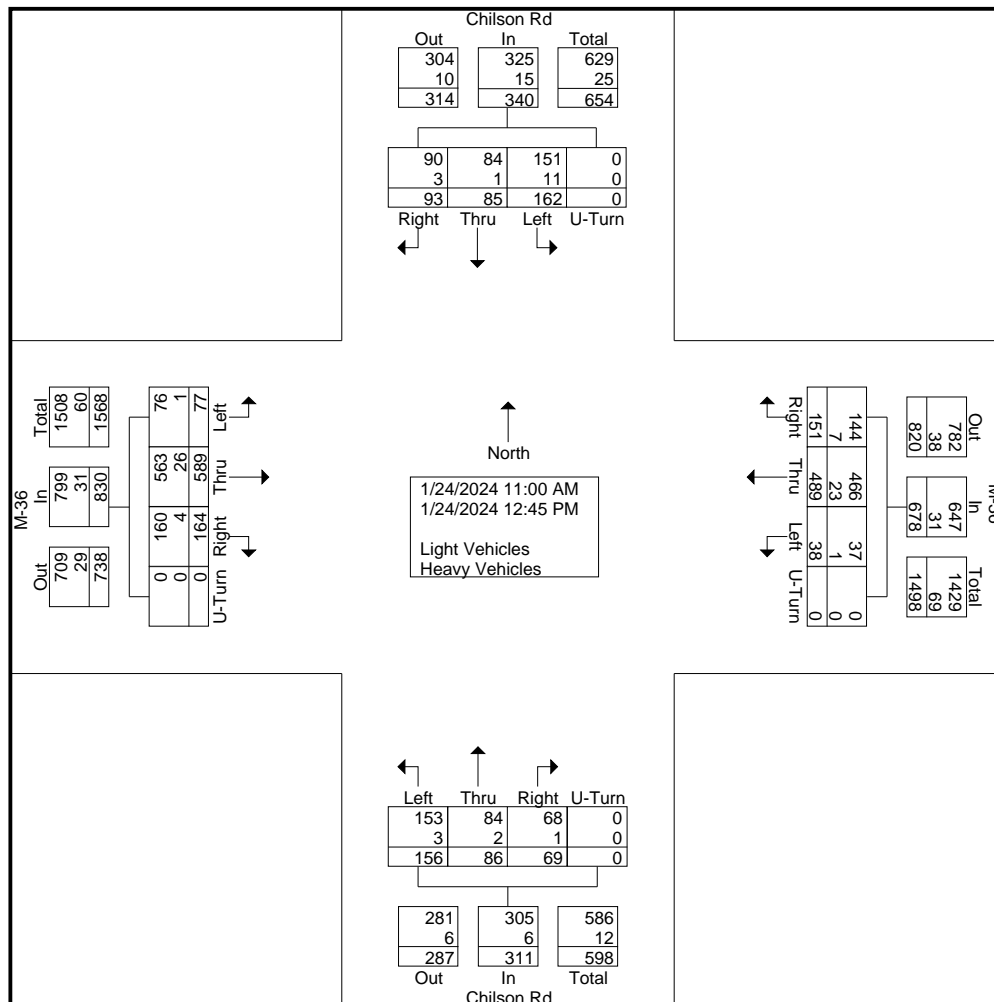 Chilson Rd
Out In Total
304 325 629
10 15 25
314 340 654
90 84 151 0
3 1 11 0
93 85 162 0
Right Thru Left U-Turn
M-36
Total In Out
1508 799 709
60 31 29
1568 830 738
76 563 160 0
1 26 4 0
77 589 164 0
Left Thru Right U-Turn
North
1/24/2024 11:00 AM
1/24/2024 12:45 PM
Light Vehicles
Heavy Vehicles
Right Thru Left U-Turn
144 466 37 0
7 23 1 0
151 489 38 0
Out In Total
782 647 1429
38 31 69
820 678 1498
M-36
Left Thru Right U-Turn
153 84 68 0
3 2 1 0
156 86 69 0
281 305 586
6 6 12
287 311 598
Out In Total
Chilson Rd